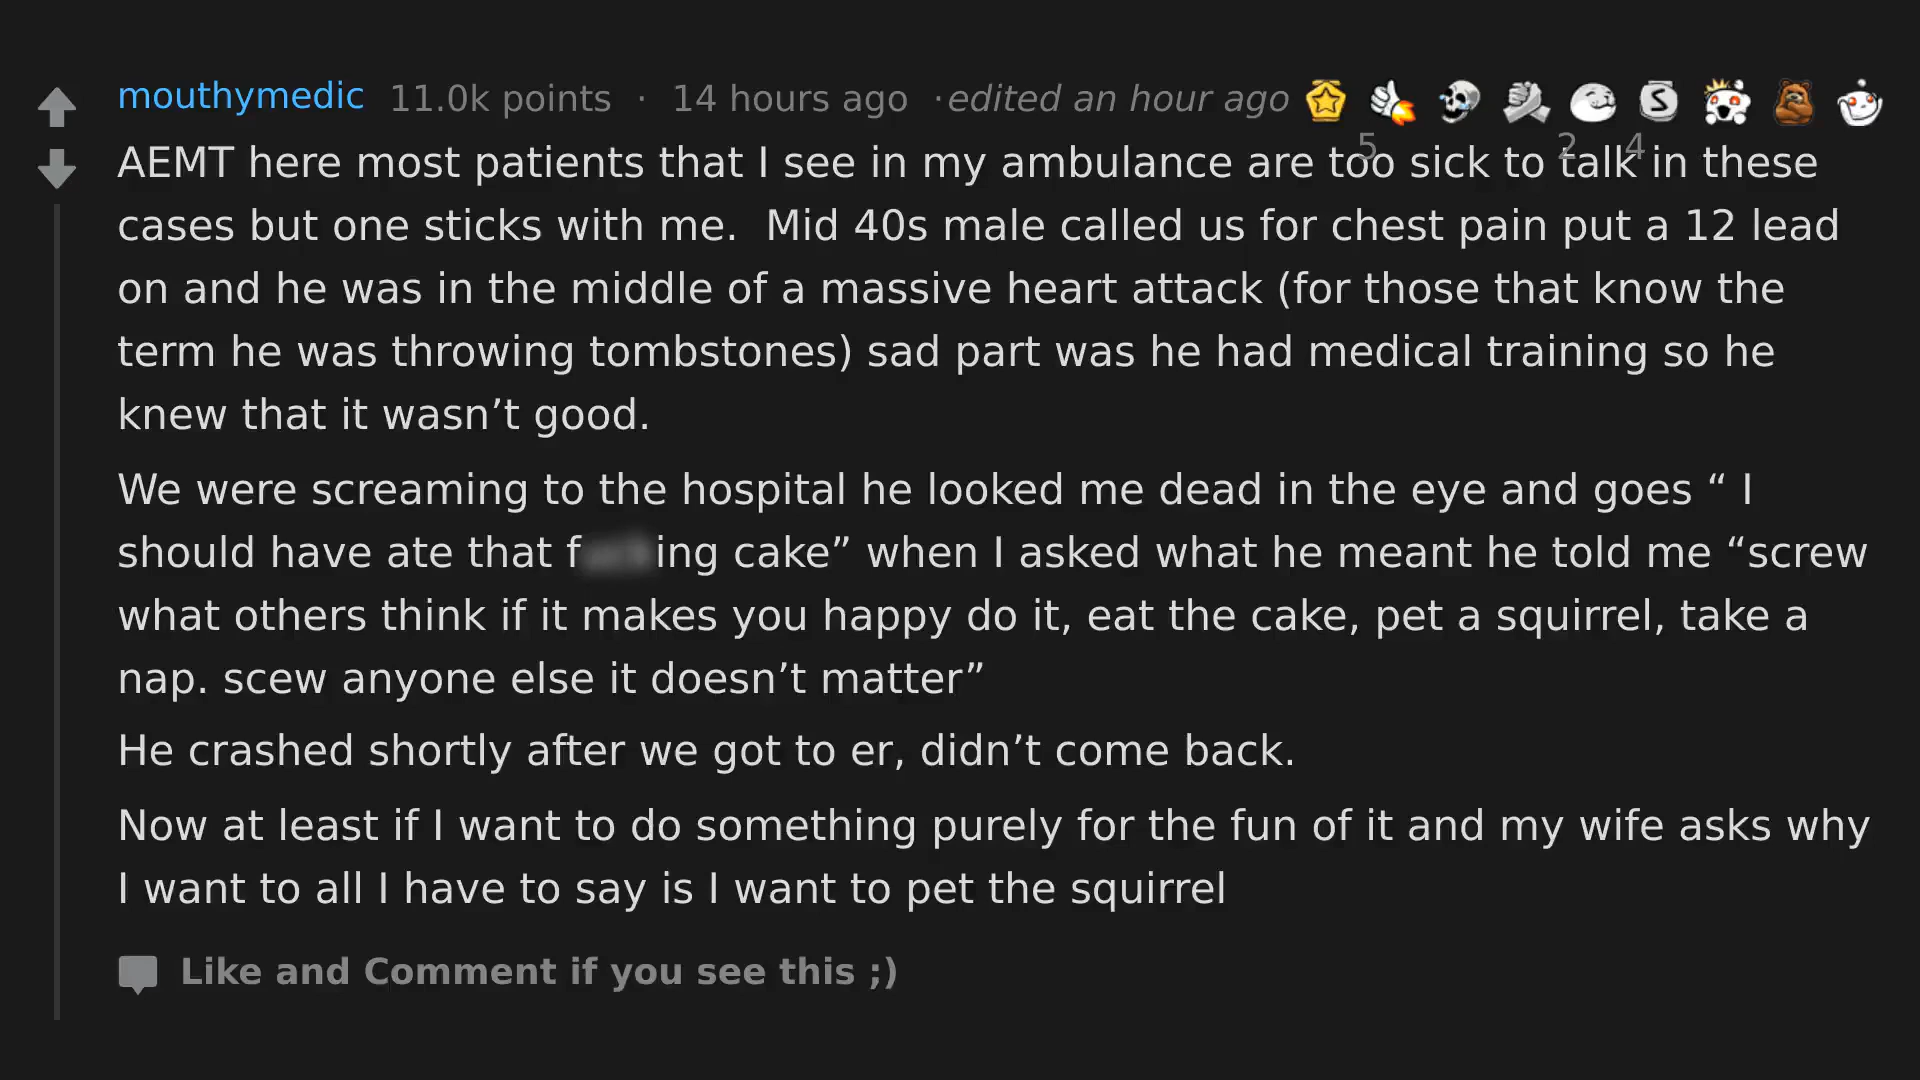 mouthymedic 11.0k points · 14 hours ago ·edited an hour ago
5 2 4
AEMT here most patients that I see in my ambulance are too sick to talk in these
cases but one sticks with me.  Mid 40s male called us for chest pain put a 12 lead
on and he was in the middle of a massive heart attack (for those that know the
term he was throwing tombstones) sad part was he had medical training so he
knew that it wasn’t good.
We were screaming to the hospital he looked me dead in the eye and goes “ I
should have ate that f ing cake” when I asked what he meant he told me “screw
what others think if it makes you happy do it, eat the cake, pet a squirrel, take a
nap. scew anyone else it doesn’t matter”
He crashed shortly after we got to er, didn’t come back.
Now at least if I want to do something purely for the fun of it and my wife asks why
I want to all I have to say is I want to pet the squirrel
Like and Comment if you see this ;)